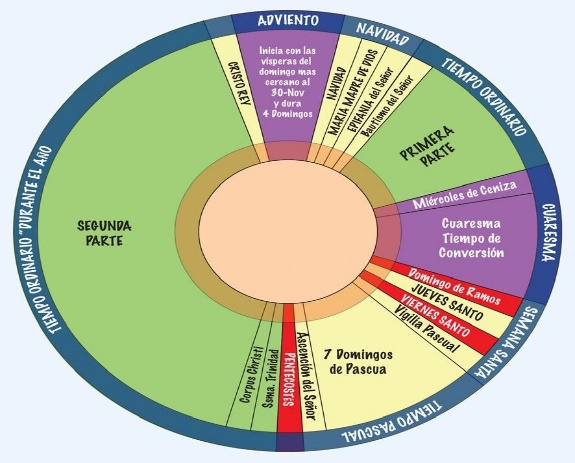 ADVIENTO
Inicia con las
vísperas del
domingo mas
cercano al
30-Nov
y dura
4 Domingos
NAVIDAD
NAVIDAD
MARIA MADRE DE DIOS
EPIFANÍA del Señor
Bautismo del Señor
TIEMPO ORDINARIO
PRIMERA
PARTE
CUARESMA
Miércoles de Ceniza
Cuaresma
Tiempo de
Conversión
SEMANA SANTA
Domingo de Ramos
JUEVES SANTO
VIERNES SANTO
Vigilia Pascual
TIEMPO PASCUAL
7 Domingos
de Pascua
Ascención del Señor
PENTECOSTÉS
Ssma. Trinidad
Corpus Christi
TIEMPO ORDINARIO "DURANTE EL AÑO
SEGUNDA
PARTE
CRISTO REY